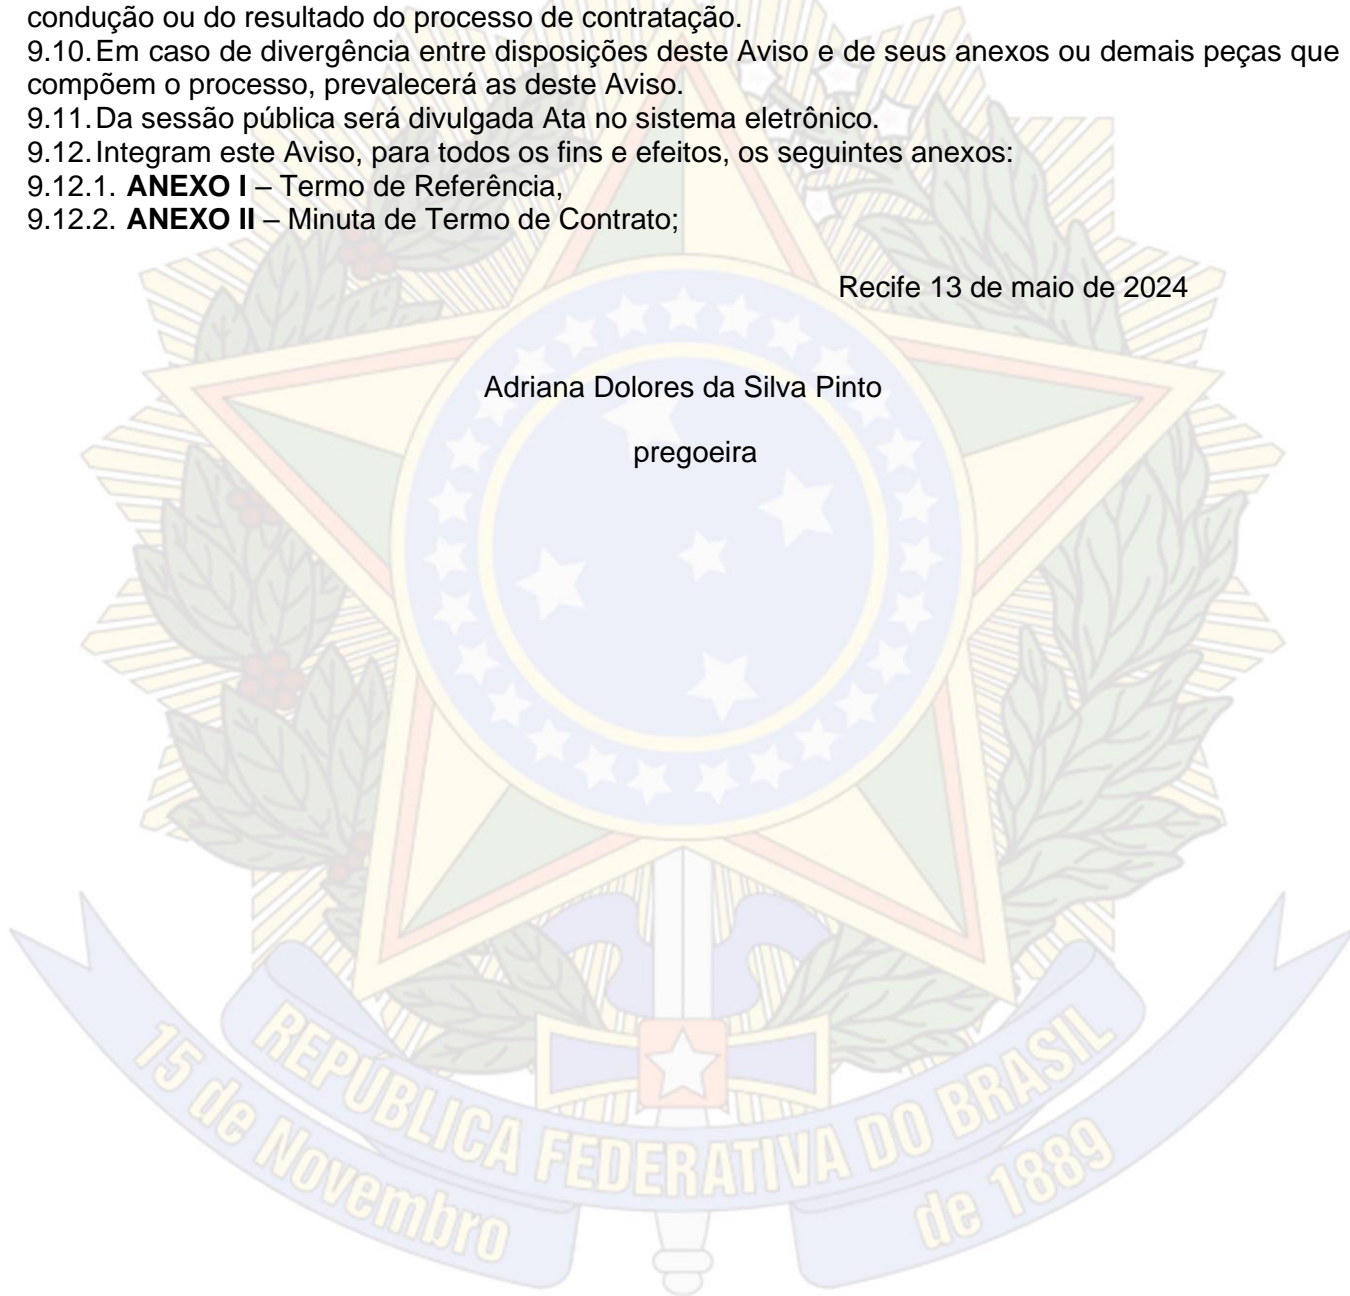 condução ou do resultado do processo de contratação.
9.10.Em caso de divergência entre disposições deste Aviso e de seus anexos ou demais peças que
compõem o processo, prevalecerá as deste Aviso.
9.11.Da sessão pública será divulgada Ata no sistema eletrônico.
9.12.Integram este Aviso, para todos os fins e efeitos, os seguintes anexos:
9.12.1. ANEXO I – Termo de Referência,
9.12.2. ANEXO II – Minuta de Termo de Contrato;
Recife 13 de maio de 2024
Adriana Dolores da Silva Pinto
pregoeira
REPÚBLICA FEDERATIVA DO BRASIL
15 de Novembro
de 1889